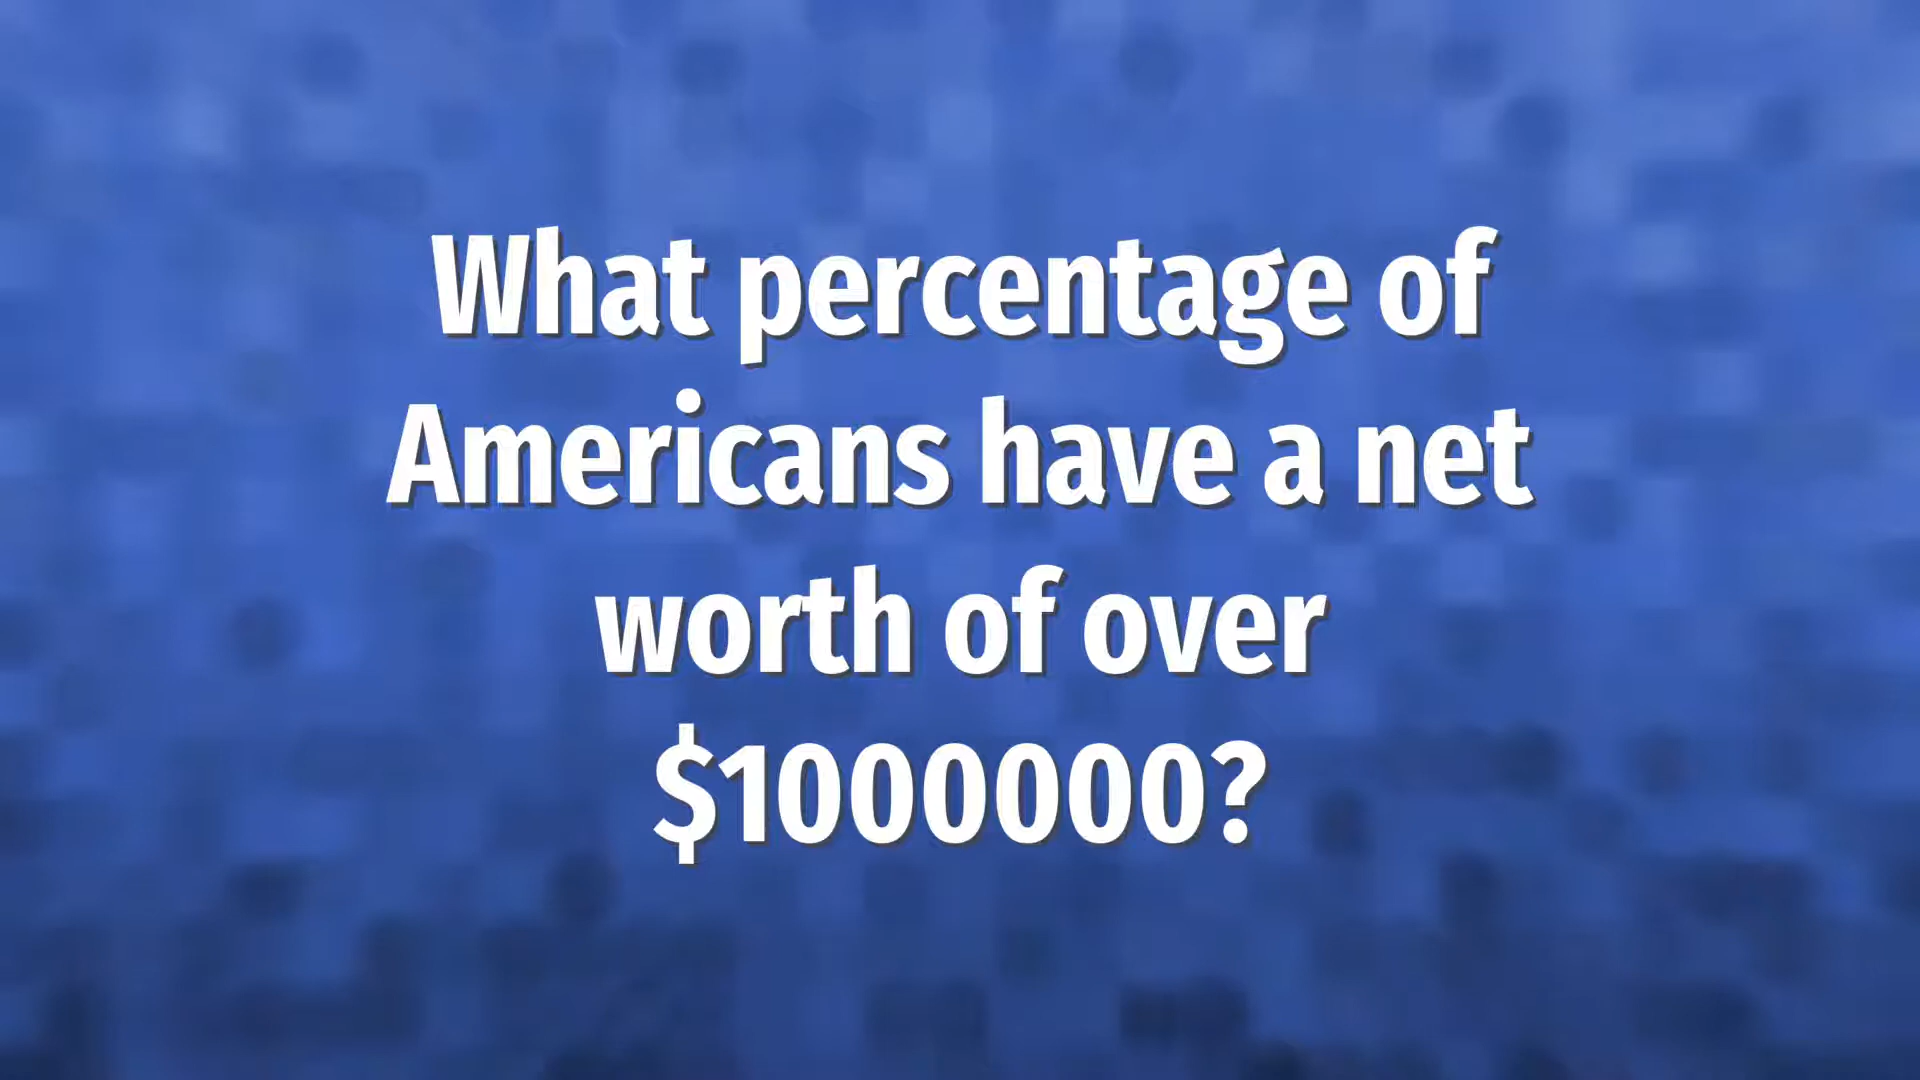 What percentage of
Americans have a net
worth of over
$1000000?